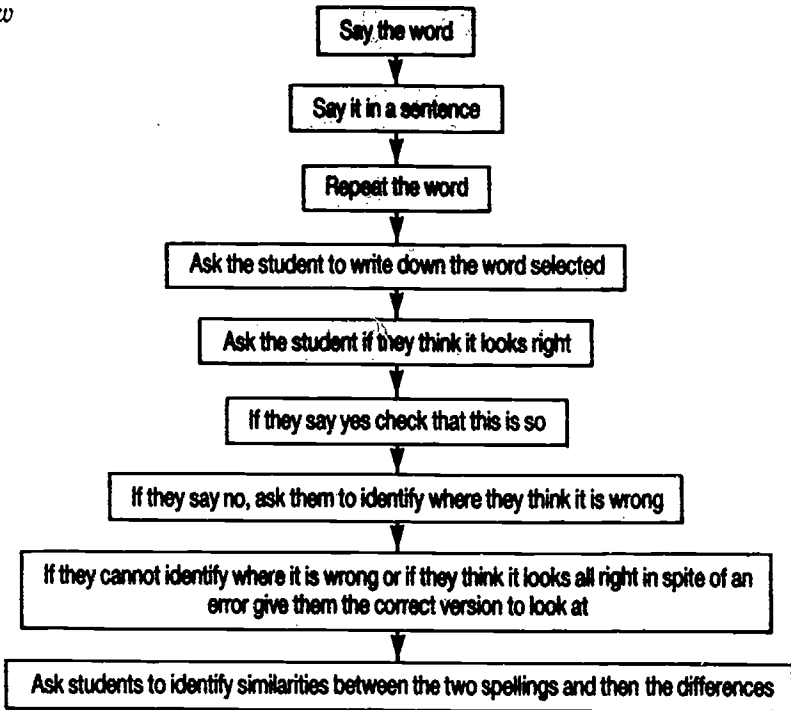 w
Say the word
Say it in a sentence
Repeat the word
Ask the student to write down the word selected
Ask the student if they think it looks right
If they say yes check that this is so
If they say no, ask them to identify where they think it is wrong
If they cannot identify where it is wrong or if they think it looks all right in spite of an
error give them the correct version to look at
Ask students to identify similarities between the two spellings and then the differences